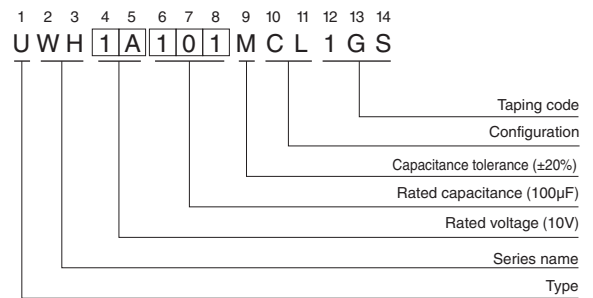 1 2 3 4 5 6 7 8 9 10 11 12 13 14
U W H 1 A 1 0 1 M C L 1 G S
Taping code
Configuration
Capacitance tolerance (±20%)
Rated capacitance (100µF)
Rated voltage (10V)
Series name
Type